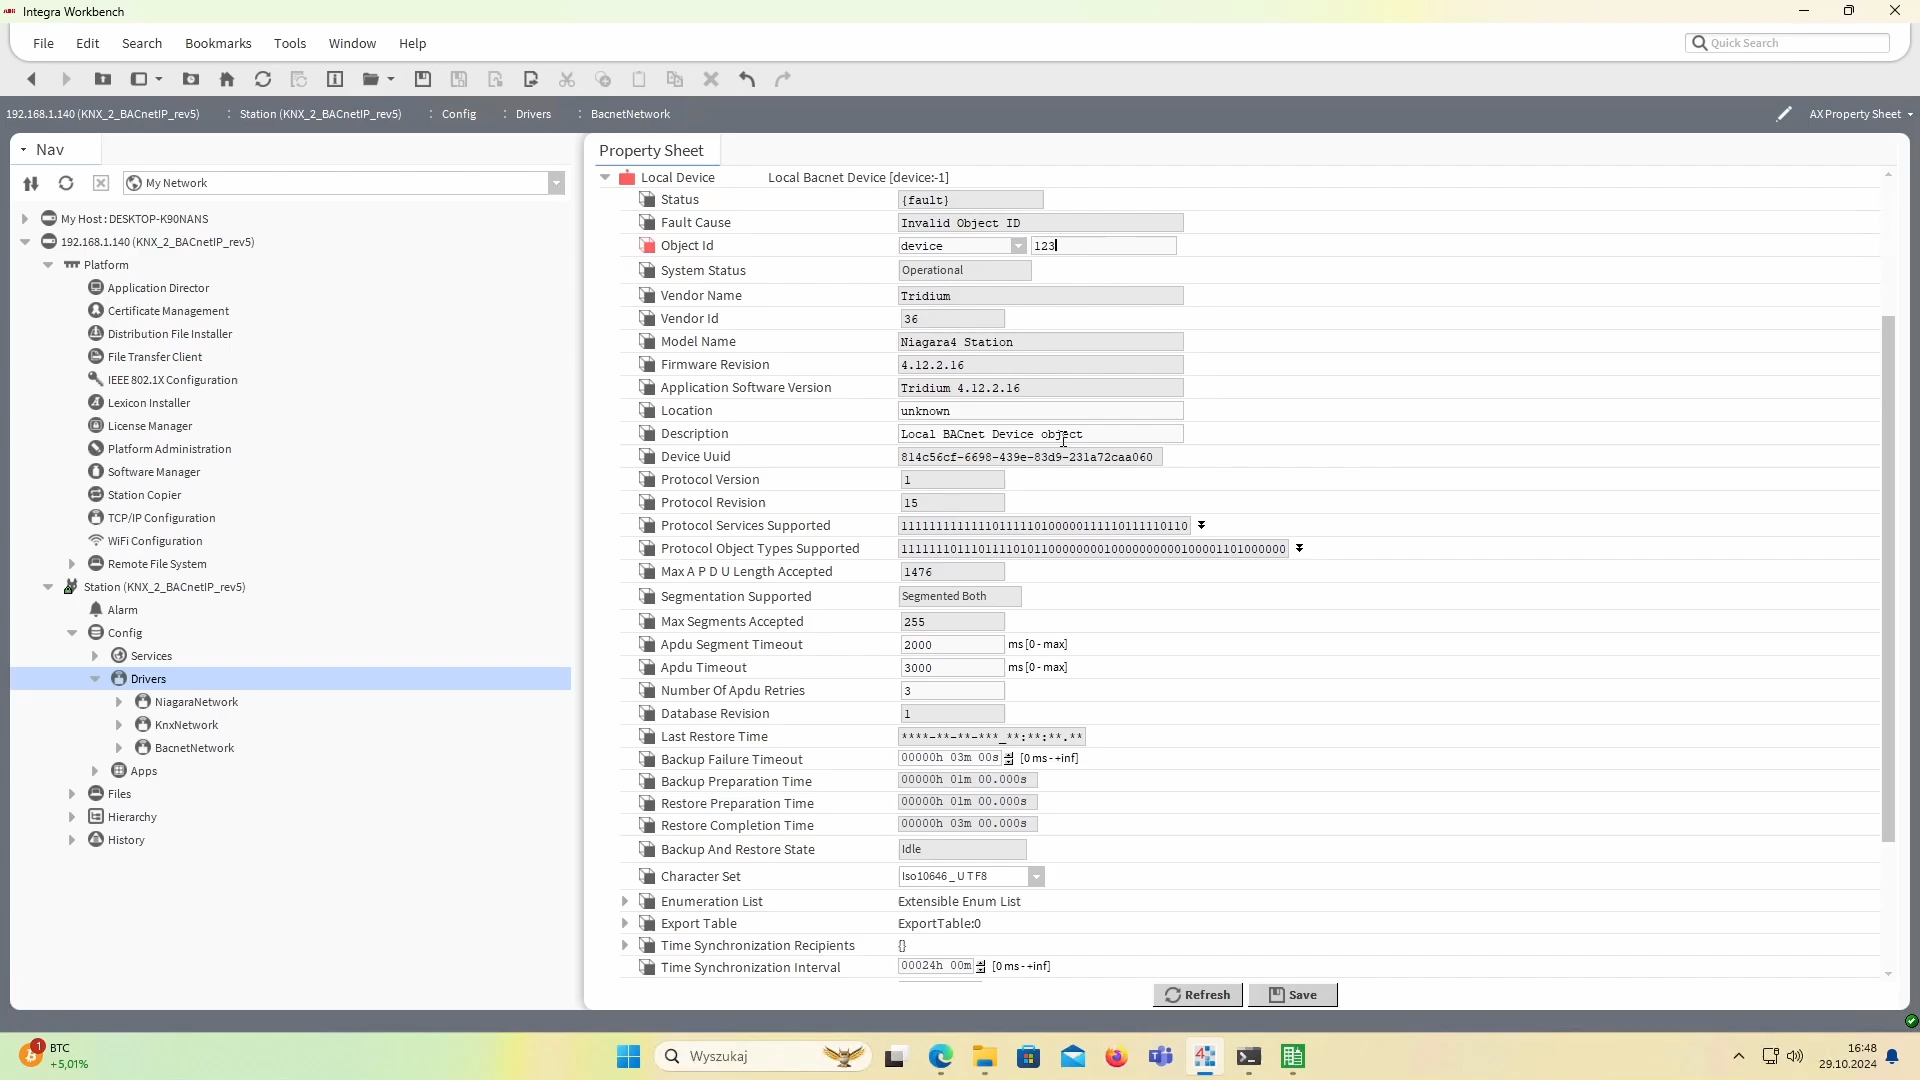 ABB Integra Workbench
File Edit Search Bookmarks Tools Window Help
Quick Search
192.168.1.140 (KNX_2_BACnetIP_rev5) : Station (KNX_2_BACnetIP_rev5) : Config : Drivers : BacnetNetwork
AX Property Sheet
Nav
My Network
My Host : DESKTOP-K90NANS
192.168.1.140 (KNX_2_BACnetIP_rev5)
Platform
Application Director
Certificate Management
Distribution File Installer
File Transfer Client
IEEE 802.1X Configuration
Lexicon Installer
License Manager
Platform Administration
Software Manager
Station Copier
TCP/IP Configuration
WiFi Configuration
Remote File System
Station (KNX_2_BACnetIP_rev5)
Alarm
Config
Services
Drivers
NiagaraNetwork
KnxNetwork
BacnetNetwork
Apps
Files
Hierarchy
History
Property Sheet
Local Device Local Bacnet Device [device:-1]
Status {fault}
Fault Cause Invalid Object ID
Object Id device 123
System Status Operational
Vendor Name Tridium
Vendor Id 36
Model Name Niagara4 Station
Firmware Revision 4.12.2.16
Application Software Version Tridium 4.12.2.16
Location unknown
Description Local BACnet Device object
Device Uuid 814c56cf-6698-439e-83d9-231a72caa060
Protocol Version 1
Protocol Revision 15
Protocol Services Supported
Protocol Object Types Supported
Max A P D U Length Accepted 1476
Segmentation Supported Segmented Both
Max Segments Accepted 255
Apdu Segment Timeout 2000 ms [0 - max]
Apdu Timeout 3000 ms [0 - max]
Number Of Apdu Retries 3
Database Revision 1
Last Restore Time ****-**-**-***_**:**:**.**
Backup Failure Timeout 00000h 03m 00s [0 ms - +inf]
Backup Preparation Time 00000h 01m 00.000s
Restore Preparation Time 00000h 01m 00.000s
Restore Completion Time 00000h 03m 00.000s
Backup And Restore State Idle
Character Set Iso10646 _ U T F8
Enumeration List Extensible Enum List
Export Table ExportTable:0
Time Synchronization Recipients {}
Time Synchronization Interval 00024h 00m [0 ms - +inf]
Refresh Save
1 BTC
+5,01%
Wyszukaj
16:48
29.10.2024